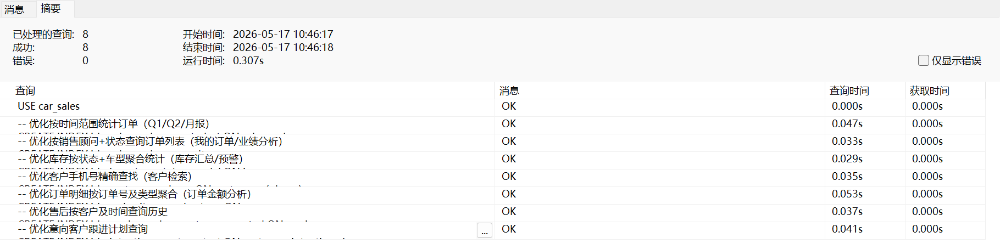 消息 摘要
已处理的查询: 8 开始时间: 2026-05-17 10:46:17
成功: 8 结束时间: 2026-05-17 10:46:18
错误: 0 运行时间: 0.307s
仅显示错误
查询 消息 查询时间 获取时间
USE car_sales OK 0.000s 0.000s
-- 优化按时间范围统计订单（Q1/Q2/月报） OK 0.047s 0.000s
-- 优化按销售顾问+状态查询订单列表（我的订单/业绩分析） OK 0.033s 0.000s
-- 优化库存按状态+车型聚合统计（库存汇总/预警） OK 0.029s 0.000s
-- 优化客户手机号精确查找（客户检索） OK 0.035s 0.000s
-- 优化订单明细按订单号及类型聚合（订单金额分析） OK 0.053s 0.000s
-- 优化售后按客户及时间查询历史 OK 0.037s 0.000s
-- 优化意向客户跟进计划查询 ... OK 0.041s 0.000s